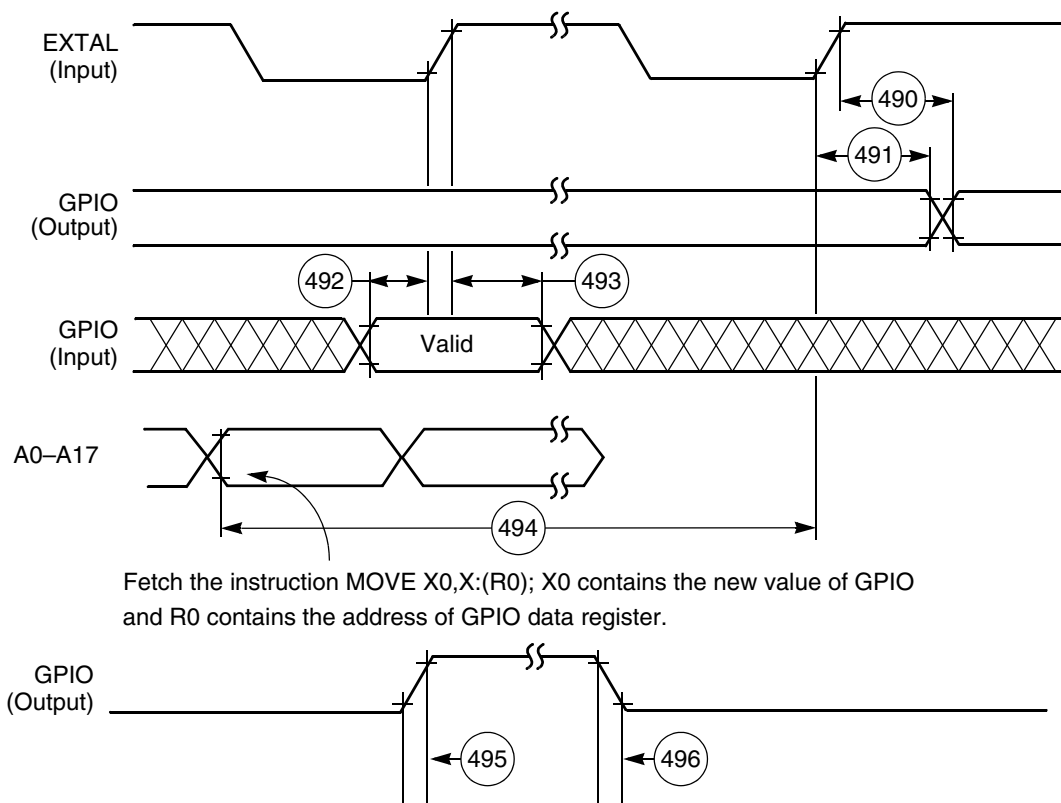 EXTAL
(Input)
490
491
GPIO
(Output)
492
493
GPIO
(Input)
Valid
A0–A17
494
Fetch the instruction MOVE X0,X:(R0); X0 contains the new value of GPIO
and R0 contains the address of GPIO data register.
GPIO
(Output)
495
496